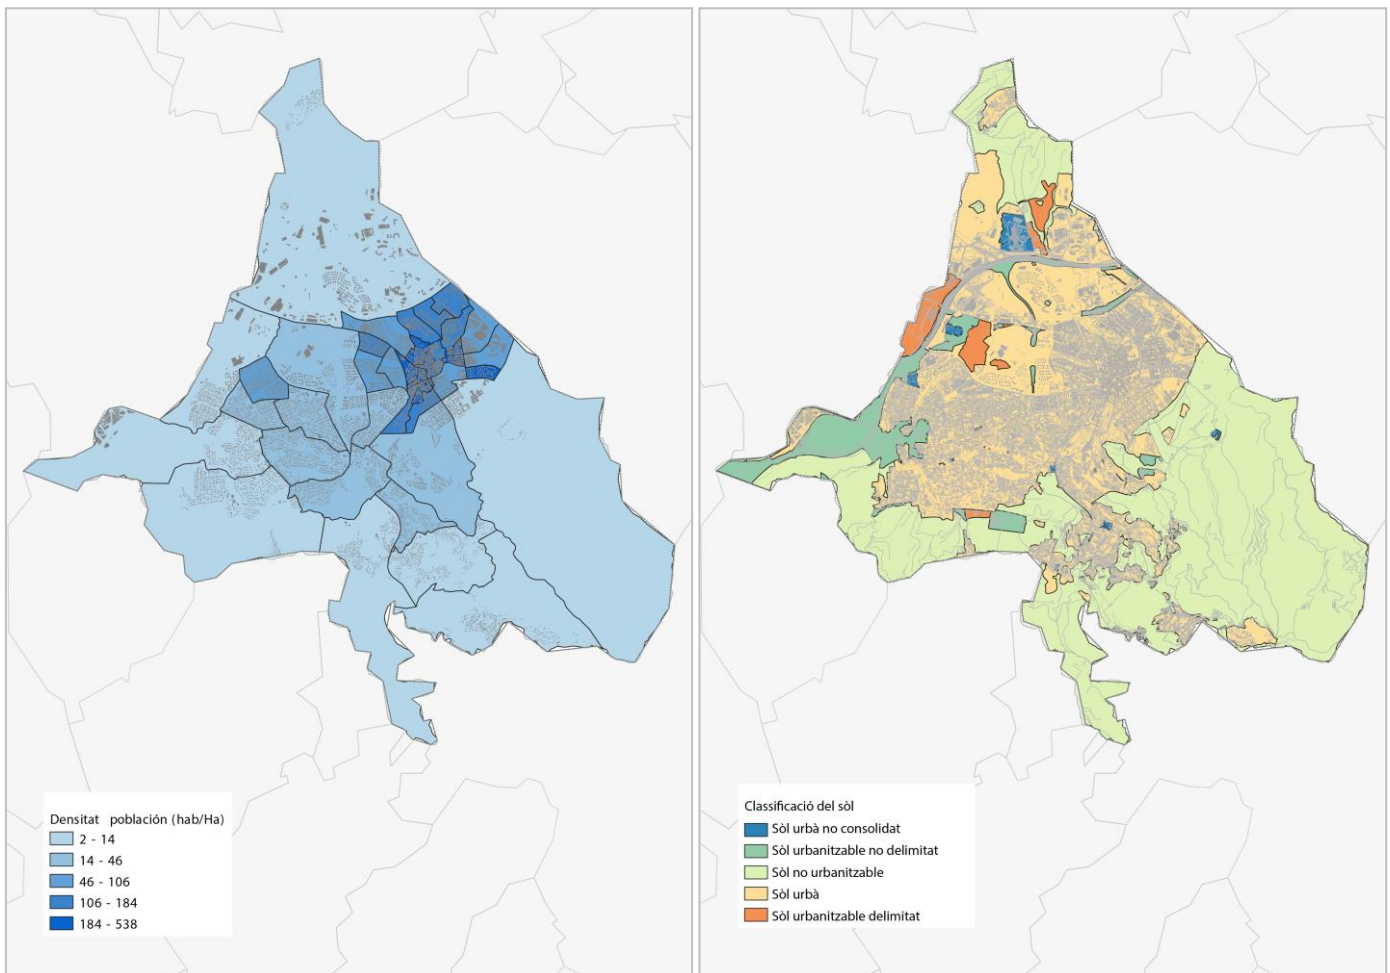 Densitat población (hab/Ha)
2 - 14
14 - 46
46 - 106
106 - 184
184 - 538
Classificació del sòl
Sòl urbà no consolidat
Sòl urbanitzable no delimitat
Sòl no urbanitzable
Sòl urbà
Sòl urbanitzable delimitat